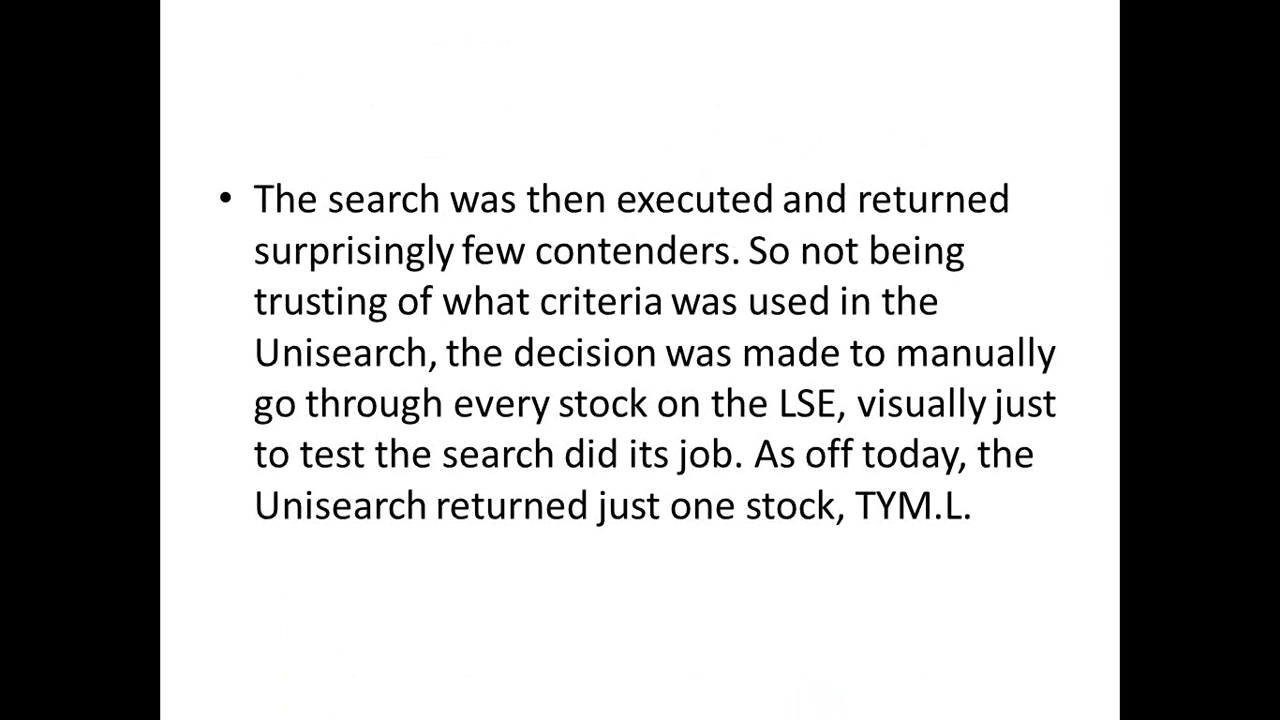 • The search was then executed and returned
surprisingly few contenders. So not being
trusting of what criteria was used in the
Unisearch, the decision was made to manually
go through every stock on the LSE, visually just
to test the search did its job. As off today, the
Unisearch returned just one stock, TYM.L.